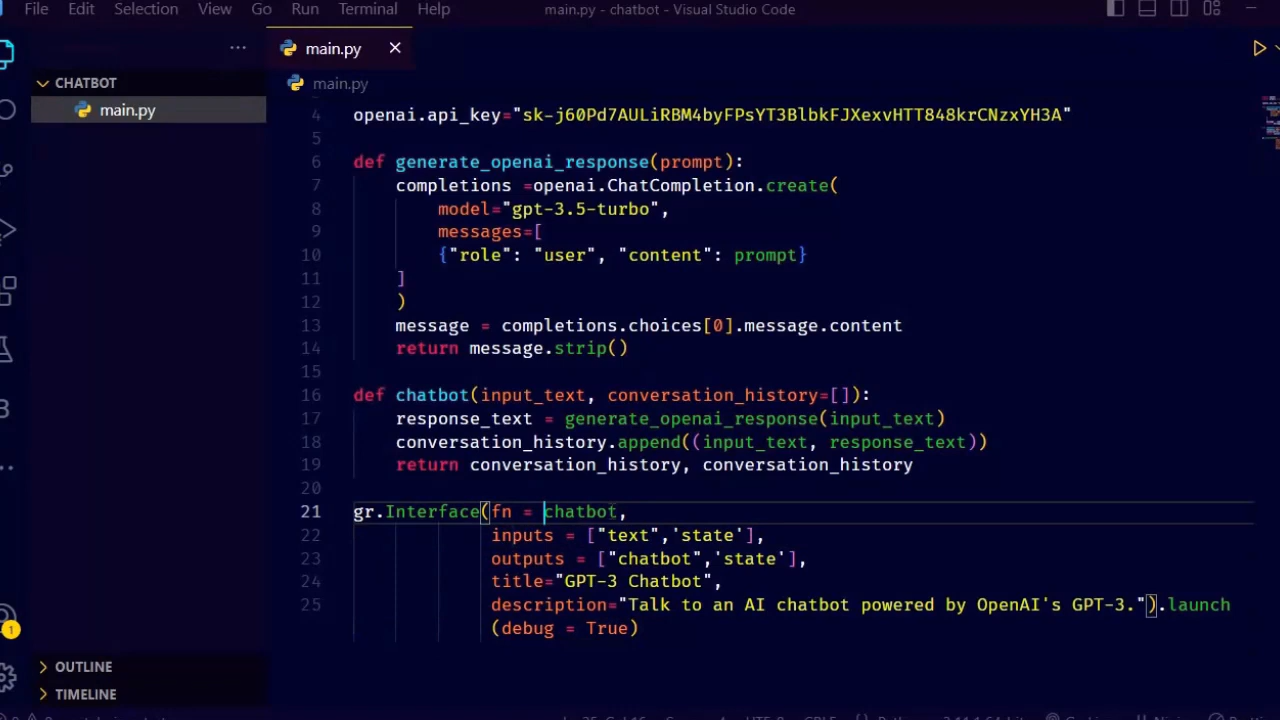 File Edit Selection View Go Run Terminal Help main.py - chatbot - Visual Studio Code
main.py
CHATBOT
main.py
main.py
4 openai.api_key="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"
5
6 def generate_openai_response(prompt):
7 completions =openai.ChatCompletion.create(
8 model="gpt-3.5-turbo",
9 messages=[
10 {"role": "user", "content": prompt}
11 ]
12 )
13 message = completions.choices[0].message.content
14 return message.strip()
15
16 def chatbot(input_text, conversation_history=[]):
17 response_text = generate_openai_response(input_text)
18 conversation_history.append((input_text, response_text))
19 return conversation_history, conversation_history
20
21 gr.Interface(fn = chatbot,
22 inputs = ["text",'state'],
23 outputs = ["chatbot",'state'],
24 title="GPT-3 Chatbot",
25 description="Talk to an AI chatbot powered by OpenAI's GPT-3.").launch
(debug = True)
1
OUTLINE
TIMELINE